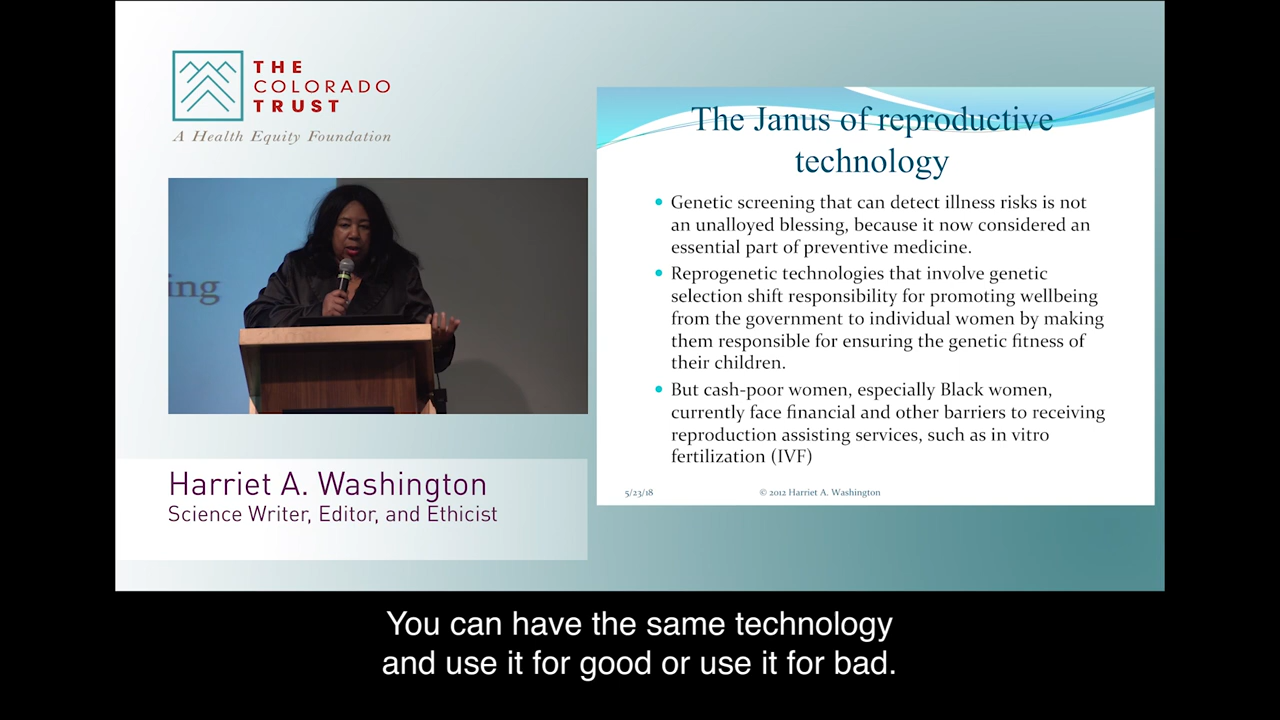 THE
COLORADO
TRUST
A Health Equity Foundation
ing
Harriet A. Washington
Science Writer, Editor, and Ethicist
The Janus of reproductive
technology
• Genetic screening that can detect illness risks is not
an unalloyed blessing, because it now considered an
essential part of preventive medicine.
• Reprogenetic technologies that involve genetic
selection shift responsibility for promoting wellbeing
from the government to individual women by making
them responsible for ensuring the genetic fitness of
their children.
• But cash-poor women, especially Black women,
currently face financial and other barriers to receiving
reproduction assisting services, such as in vitro
fertilization (IVF)
5/23/18
© 2012 Harriet A. Washington
You can have the same technology
and use it for good or use it for bad.